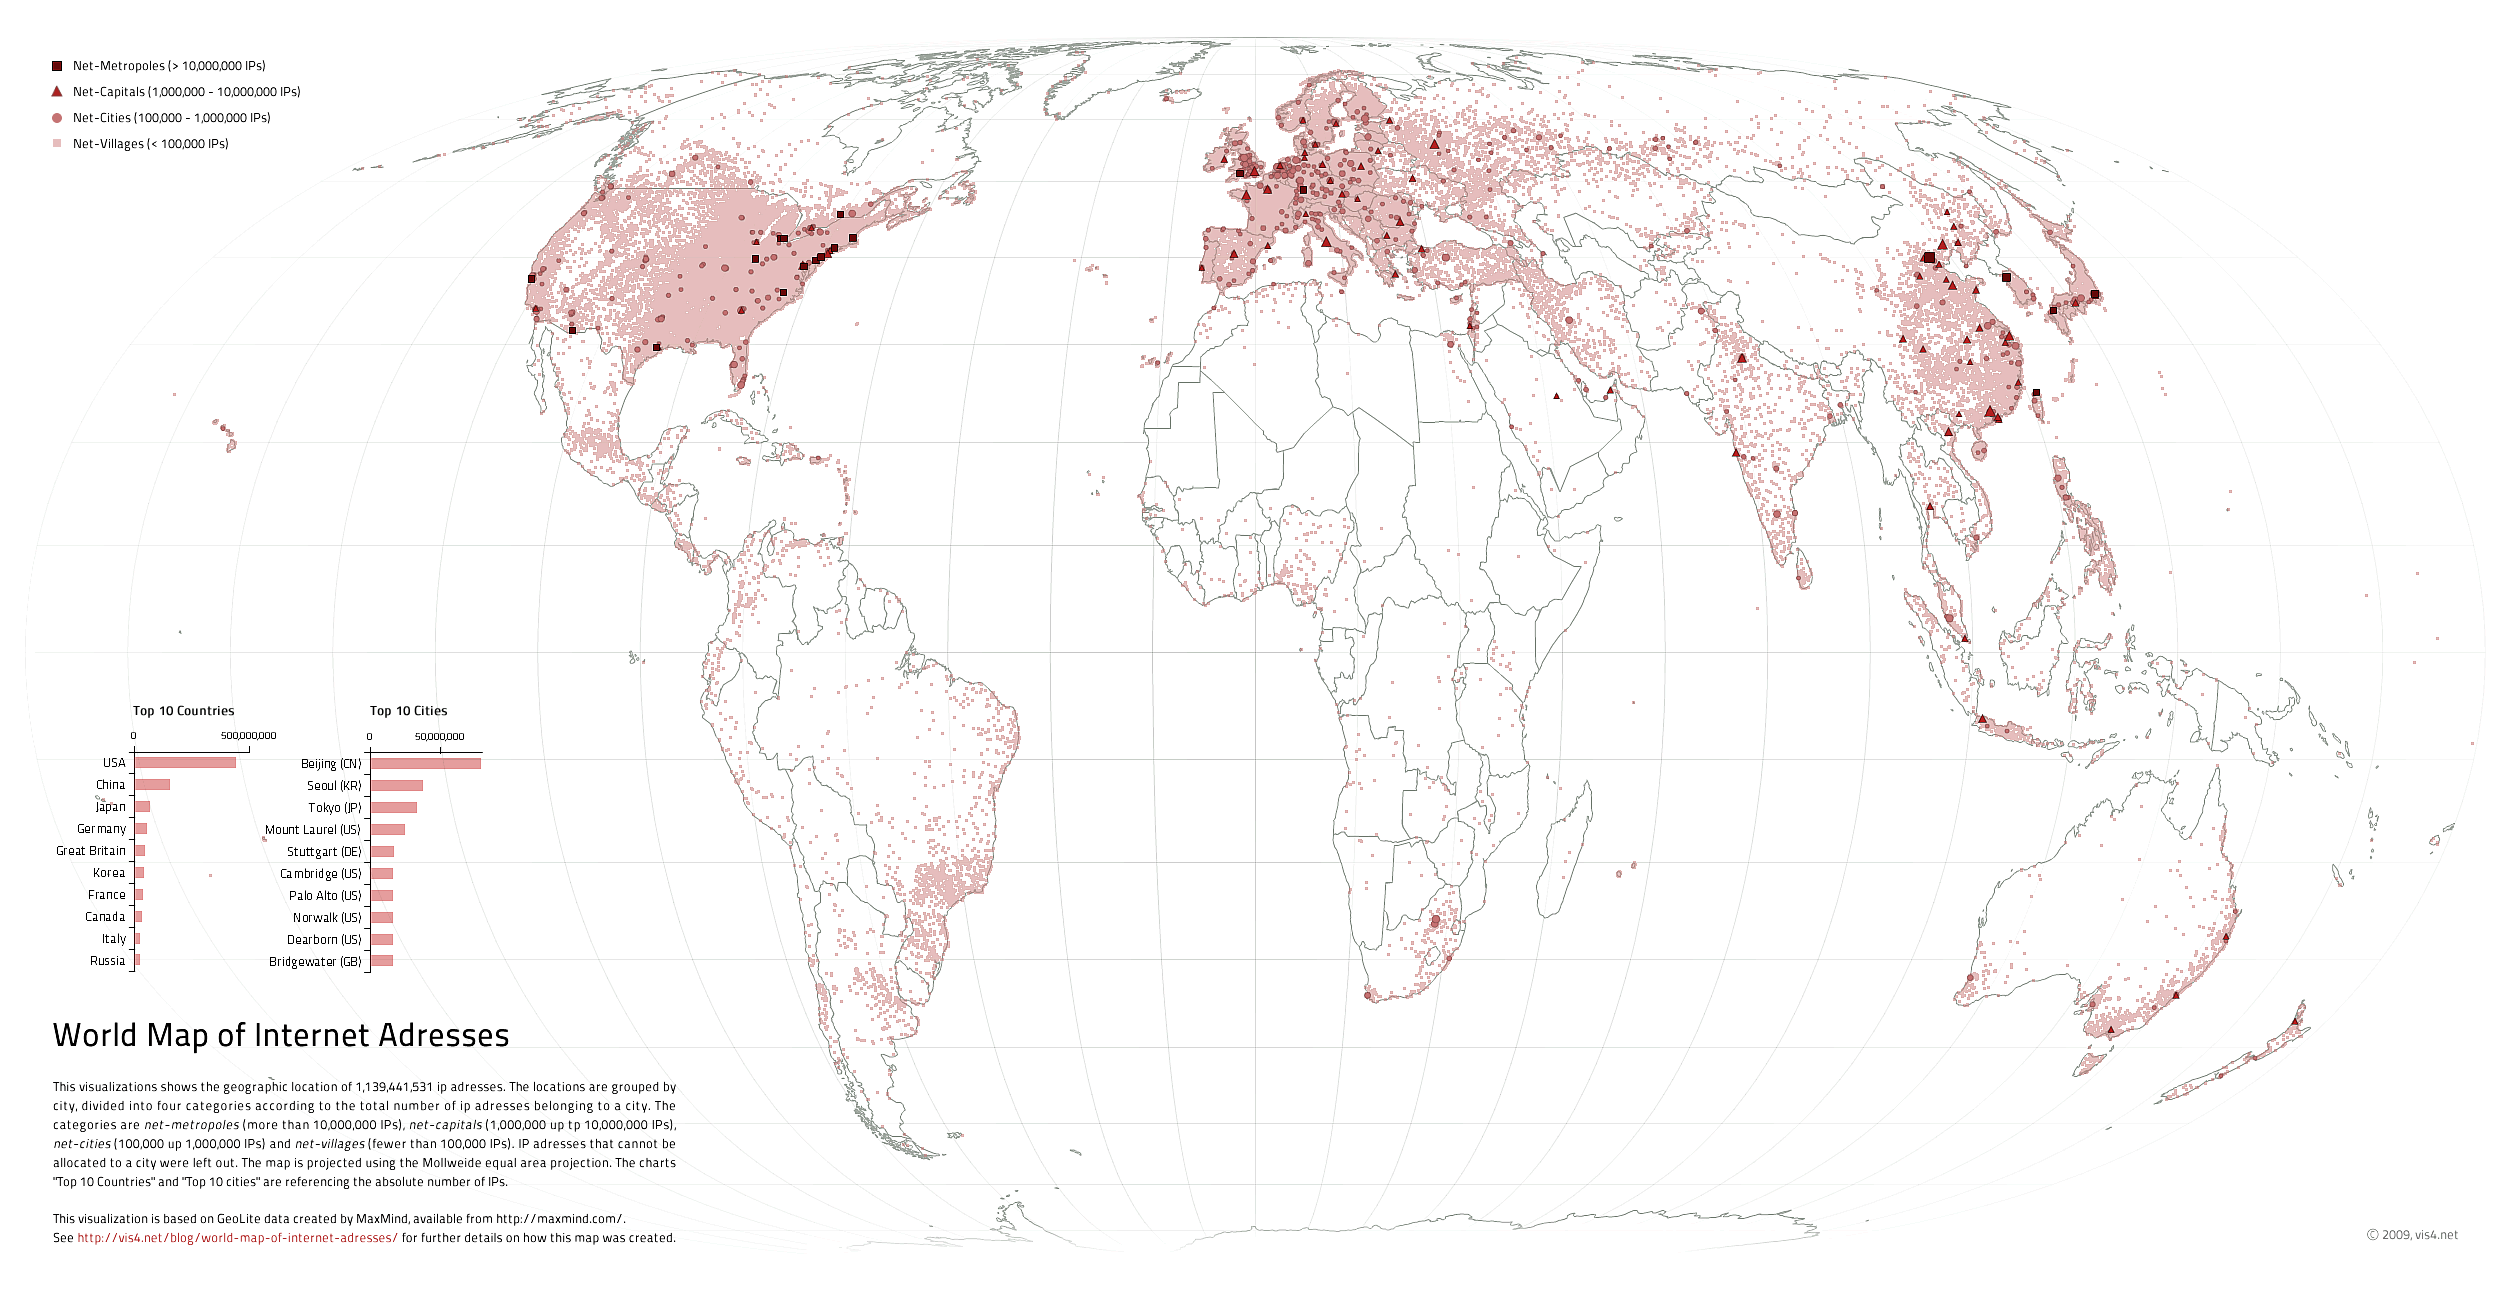 Net-Metropoles (> 10,000,000 IPs)
Net-Capitals (1,000,000 - 10,000,000 IPs)
Net-Cities (100,000 - 1,000,000 IPs)
Net-Villages (< 100,000 IPs)
Top 10 Countries
0 500,000,000
USA
China
Japan
Germany
Great Britain
Korea
France
Canada
Italy
Russia
Top 10 Cities
0 50,000,000
Beijing (CN)
Seoul (KR)
Tokyo (JP)
Mount Laurel (US)
Stuttgart (DE)
Cambridge (US)
Palo Alto (US)
Norwalk (US)
Dearborn (US)
Bridgewater (GB)
World Map of Internet Adresses
This visualizations shows the geographic location of 1,139,441,531 ip adresses. The locations are grouped by
city, divided into four categories according to the total number of ip adresses belonging to a city. The
categories are net-metropoles (more than 10,000,000 IPs), net-capitals (1,000,000 up tp 10,000,000 IPs),
net-cities (100,000 up 1,000,000 IPs) and net-villages (fewer than 100,000 IPs). IP adresses that cannot be
allocated to a city were left out. The map is projected using the Mollweide equal area projection. The charts
"Top 10 Countries" and "Top 10 cities" are referencing the absolute number of IPs.
This visualization is based on GeoLite data created by MaxMind, available from http://maxmind.com/.
See http://vis4.net/blog/world-map-of-internet-adresses/ for further details on how this map was created.
© 2009, vis4.net